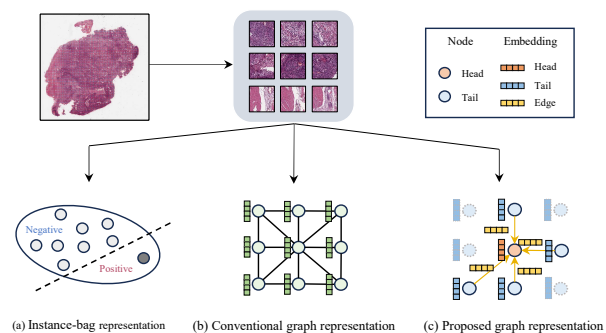 Node Embedding
Head Head
Tail Tail
Edge
Negative
Positive
(a) Instance-bag representation (b) Conventional graph representation (c) Proposed graph representation